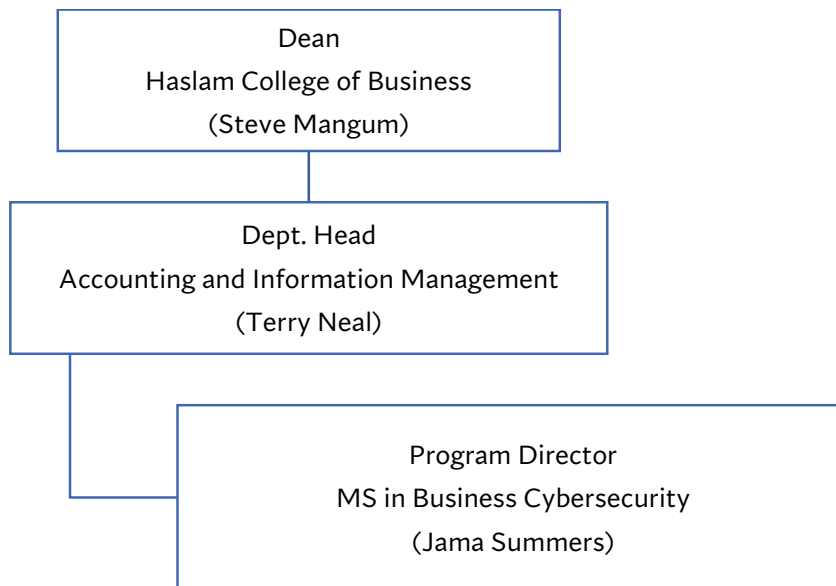 Dean
Haslam College of Business
(Steve Mangum)
Dept. Head
Accounting and Information Management
(Terry Neal)
Program Director
MS in Business Cybersecurity
(Jama Summers)